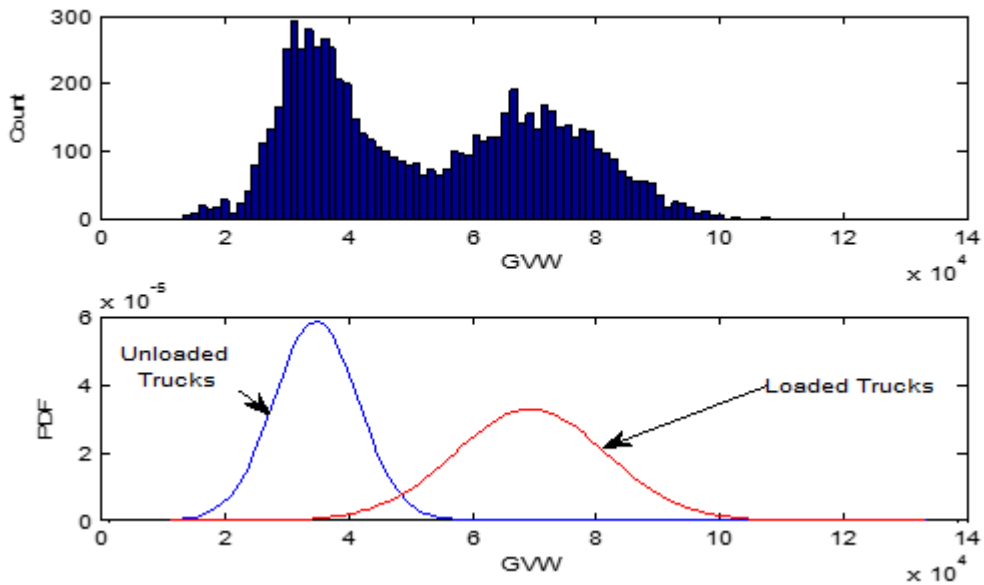 300
200
100
0
Count
0 2 4 6 8 10 12 14
GVW
x 10^4
x 10^-5
6
4
2
0
PDF
Unloaded
Trucks
Loaded Trucks
0 2 4 6 8 10 12 14
GVW
x 10^4